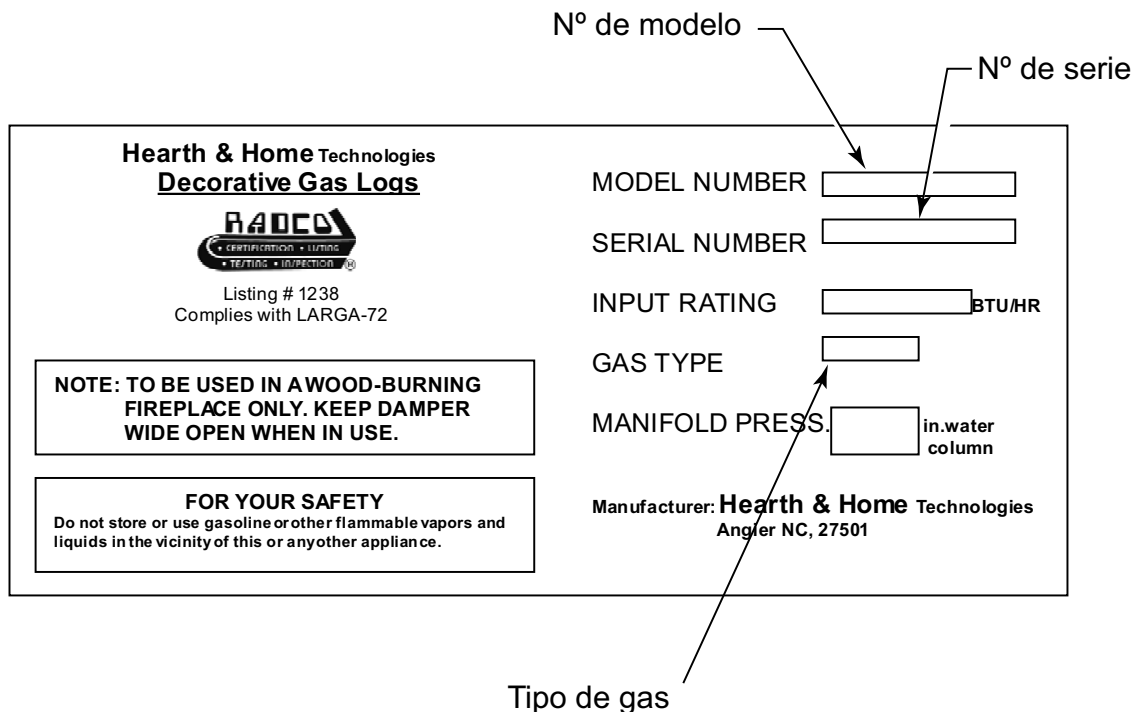 Nº de modelo
Nº de serie
Hearth & Home Technologies
Decorative Gas Logs
RADCO
• CERTIFICATION • LISTING
• TESTING • INSPECTION ®
Listing # 1238
Complies with LARGA-72
NOTE: TO BE USED IN A WOOD-BURNING
FIREPLACE ONLY. KEEP DAMPER
WIDE OPEN WHEN IN USE.
FOR YOUR SAFETY
Do not store or use gasoline or other flammable vapors and
liquids in the vicinity of this or any other appliance.
MODEL NUMBER
SERIAL NUMBER
INPUT RATING BTU/HR
GAS TYPE
MANIFOLD PRESS. in.water
column
Manufacturer: Hearth & Home Technologies
Angier NC, 27501
Tipo de gas